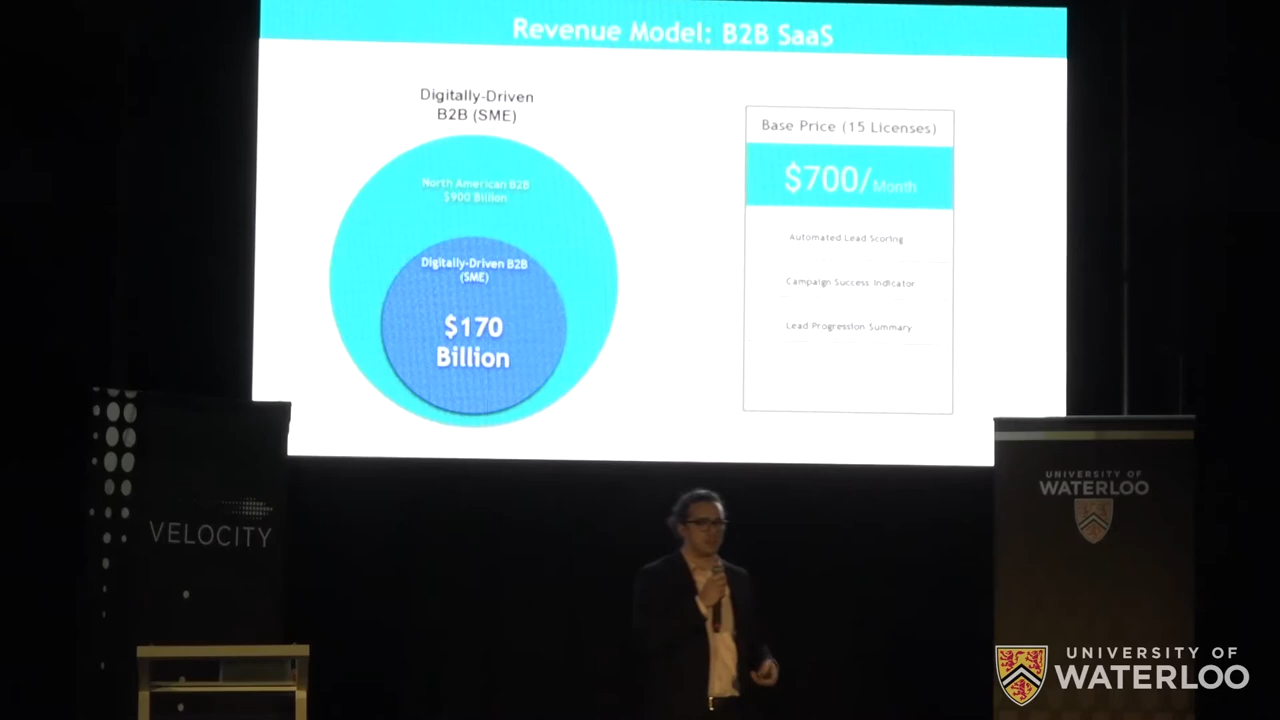 Revenue Model: B2B SaaS
Digitally-Driven
B2B (SME)
North American B2B
$900 Billion
Digitally-Driven B2B
(SME)
$170
Billion
Base Price (15 Licenses)
$700/Month
Automated Lead Scoring
Campaign Success Indicator
Lead Progression Summary
VELOCITY
UNIVERSITY OF
WATERLOO
UNIVERSITY OF
WATERLOO